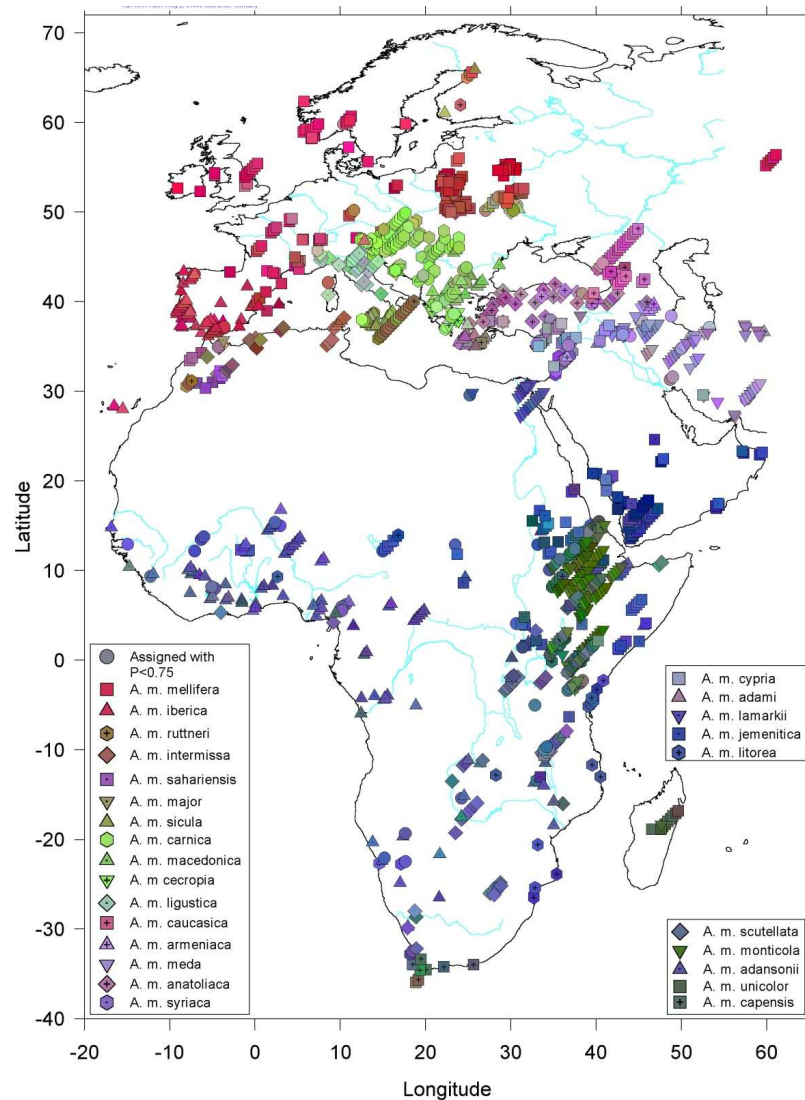 70
60
50
40
30
20
10
0
-10
-20
-30
-40
Latitude
-20 -10 0 10 20 30 40 50 60
Longitude
Assigned with
P<0.75
A. m. mellifera
A. m. iberica
A. m. ruttneri
A. m. intermissa
A. m. sahariensis
A. m. major
A. m. sicula
A. m. carnica
A. m. macedonica
A. m cecropia
A. m. ligustica
A. m. caucasica
A. m. armeniaca
A. m. meda
A. m. anatoliaca
A. m. syriaca
A. m. cypria
A. m. adami
A. m. lamarkii
A. m. jemenitica
A. m. litorea
A. m. scutellata
A. m. monticola
A. m. adansonii
A. m. unicolor
A. m. capensis